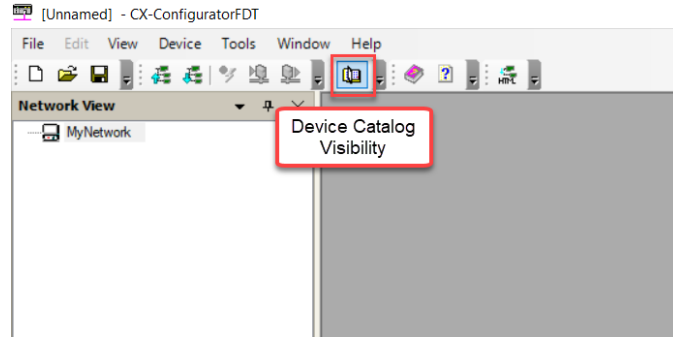 [Unnamed] - CX-ConfiguratorFDT
File Edit View Device Tools Window Help
Network View
MyNetwork
Device Catalog
Visibility